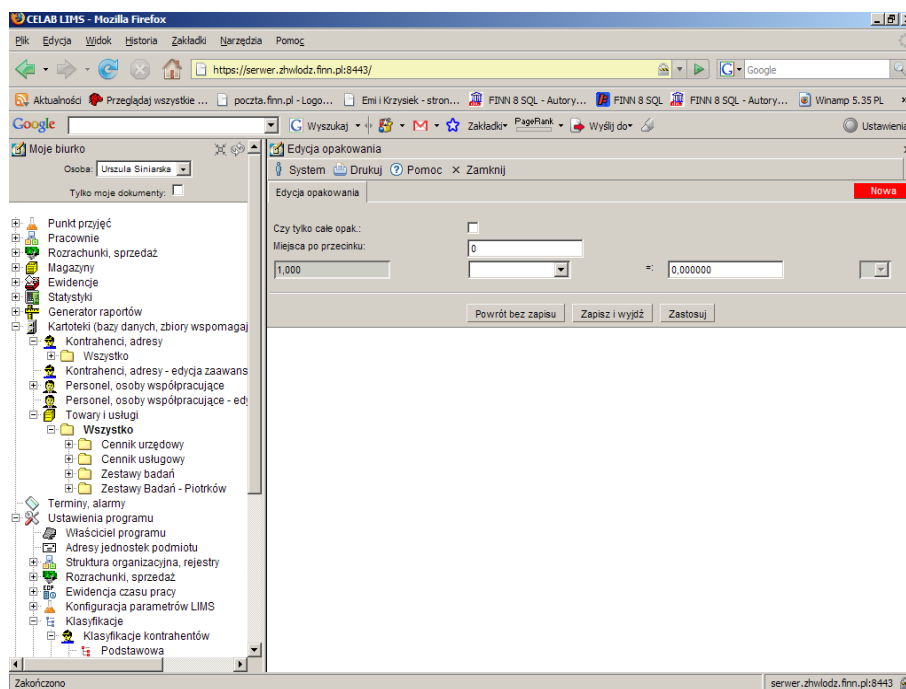 CELAB LIMS - Mozilla Firefox
Plik Edycja Widok Historia Zakładki Narzędzia Pomoc
https://serwer.zhwlodz.finn.pl:8443/ G Google
Aktualności Przeglądaj wszystkie ... poczta.finn.pl - Logo... Emi i Krzysiek - stron... FINN 8 SQL - Autory... FINN 8 SQL FINN 8 SQL - Autory... Winamp 5.35 PL
Google G Wyszukaj Zakładki PageRank Wyślij do Ustawienia
Moje biurko
Osoba: Urszula Siniarska
Tylko moje dokumenty:
Punkt przyjęć
Pracownie
Rozrachunki, sprzedaż
Magazyny
Ewidencje
Statystyki
Generator raportów
Kartoteki (bazy danych, zbiory wspomagaj
Kontrahenci, adresy
Wszystko
Kontrahenci, adresy - edycja zaawans
Personel, osoby współpracujące
Personel, osoby współpracujące - edy
Towary i usługi
Wszystko
Cennik urzędowy
Cennik usługowy
Zestawy badań
Zestawy Badań - Piotrków
Terminy, alarmy
Ustawienia programu
Właściciel programu
Adresy jednostek podmiotu
Struktura organizacyjna, rejestry
Rozrachunki, sprzedaż
Ewidencja czasu pracy
Konfiguracja parametrów LIMS
Klasyfikacje
Klasyfikacje kontrahentów
Podstawowa
Edycja opakowania
System Drukuj Pomoc Zamknij
Edycja opakowania Nowa
Czy tylko całe opak.:
Miejsca po przecinku: 0
1,000 =: 0,000000
Powrót bez zapisu Zapisz i wyjdź Zastosuj
Zakończono serwer.zhwlodz.finn.pl:8443